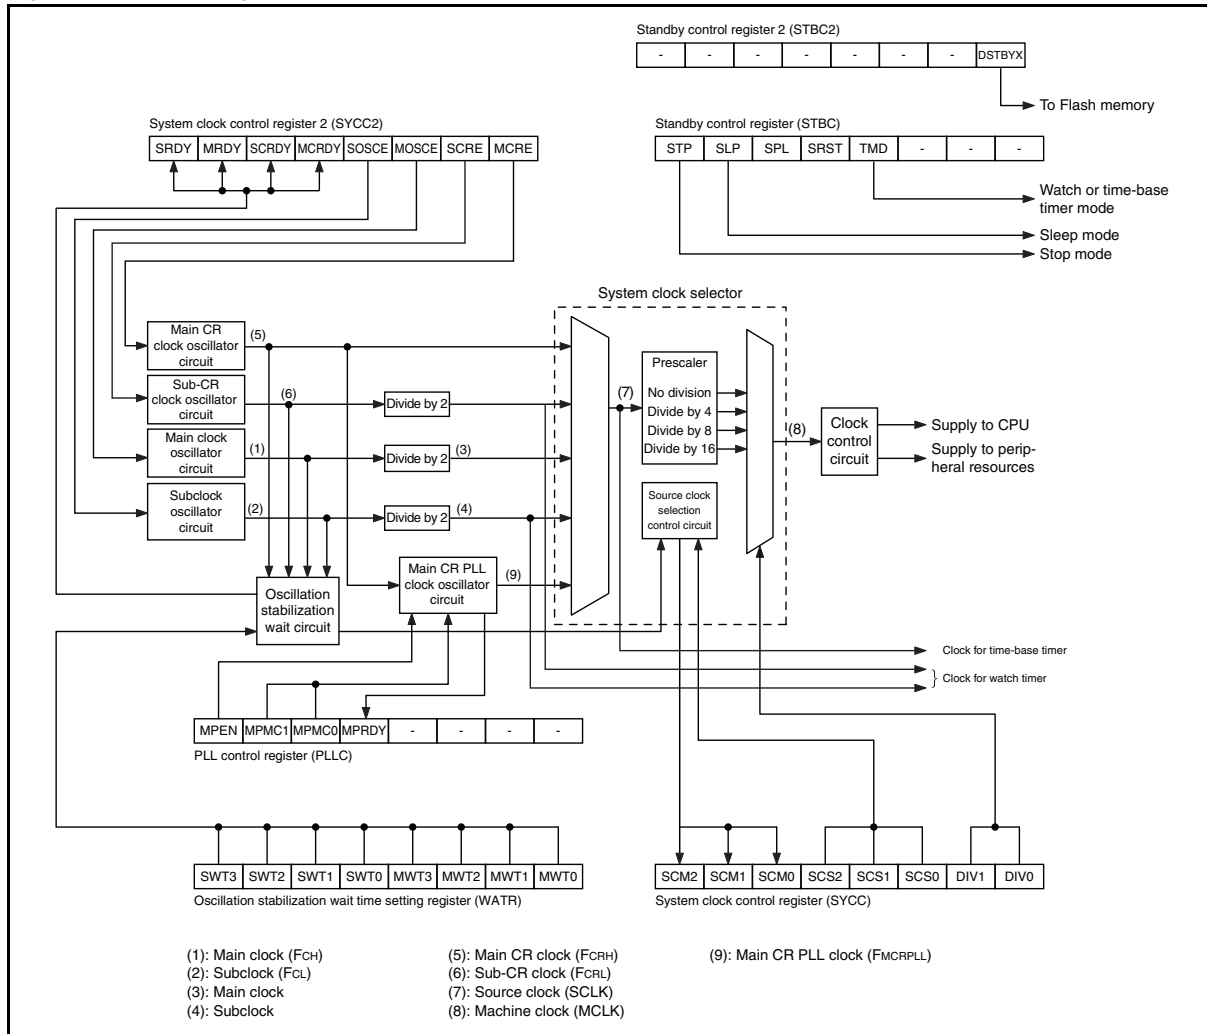 Standby control register 2 (STBC2)
- - - - - - - DSTBYX
To Flash memory
System clock control register 2 (SYCC2)
SRDY MRDY SCRDY MCRDY SOSCE MOSCE SCRE MCRE
Standby control register (STBC)
STP SLP SPL SRST TMD - - -
Watch or time-base
timer mode
Sleep mode
Stop mode
System clock selector
Main CR
clock oscillator
circuit
(5)
Sub-CR
clock oscillator
circuit
(6)
Divide by 2
Main clock
oscillator
circuit
(1)
Divide by 2
(3)
Subclock
oscillator
circuit
(2)
Divide by 2
(4)
Main CR PLL
clock oscillator
circuit
(9)
Oscillation
stabilization
wait circuit
(7)
Prescaler
No division
Divide by 4
Divide by 8
Divide by 16
Source clock
selection
control circuit
(8)
Clock
control
circuit
Supply to CPU
Supply to perip-
heral resources
Clock for time-base timer
Clock for watch timer
MPEN MPMC1 MPMC0 MPRDY - - - -
PLL control register (PLLC)
SWT3 SWT2 SWT1 SWT0 MWT3 MWT2 MWT1 MWT0
Oscillation stabilization wait time setting register (WATR)
SCM2 SCM1 SCM0 SCS2 SCS1 SCS0 DIV1 DIV0
System clock control register (SYCC)
(1): Main clock (FCH)
(2): Subclock (FCL)
(3): Main clock
(4): Subclock
(5): Main CR clock (FCRH)
(6): Sub-CR clock (FCRL)
(7): Source clock (SCLK)
(8): Machine clock (MCLK)
(9): Main CR PLL clock (FMCRPLL)